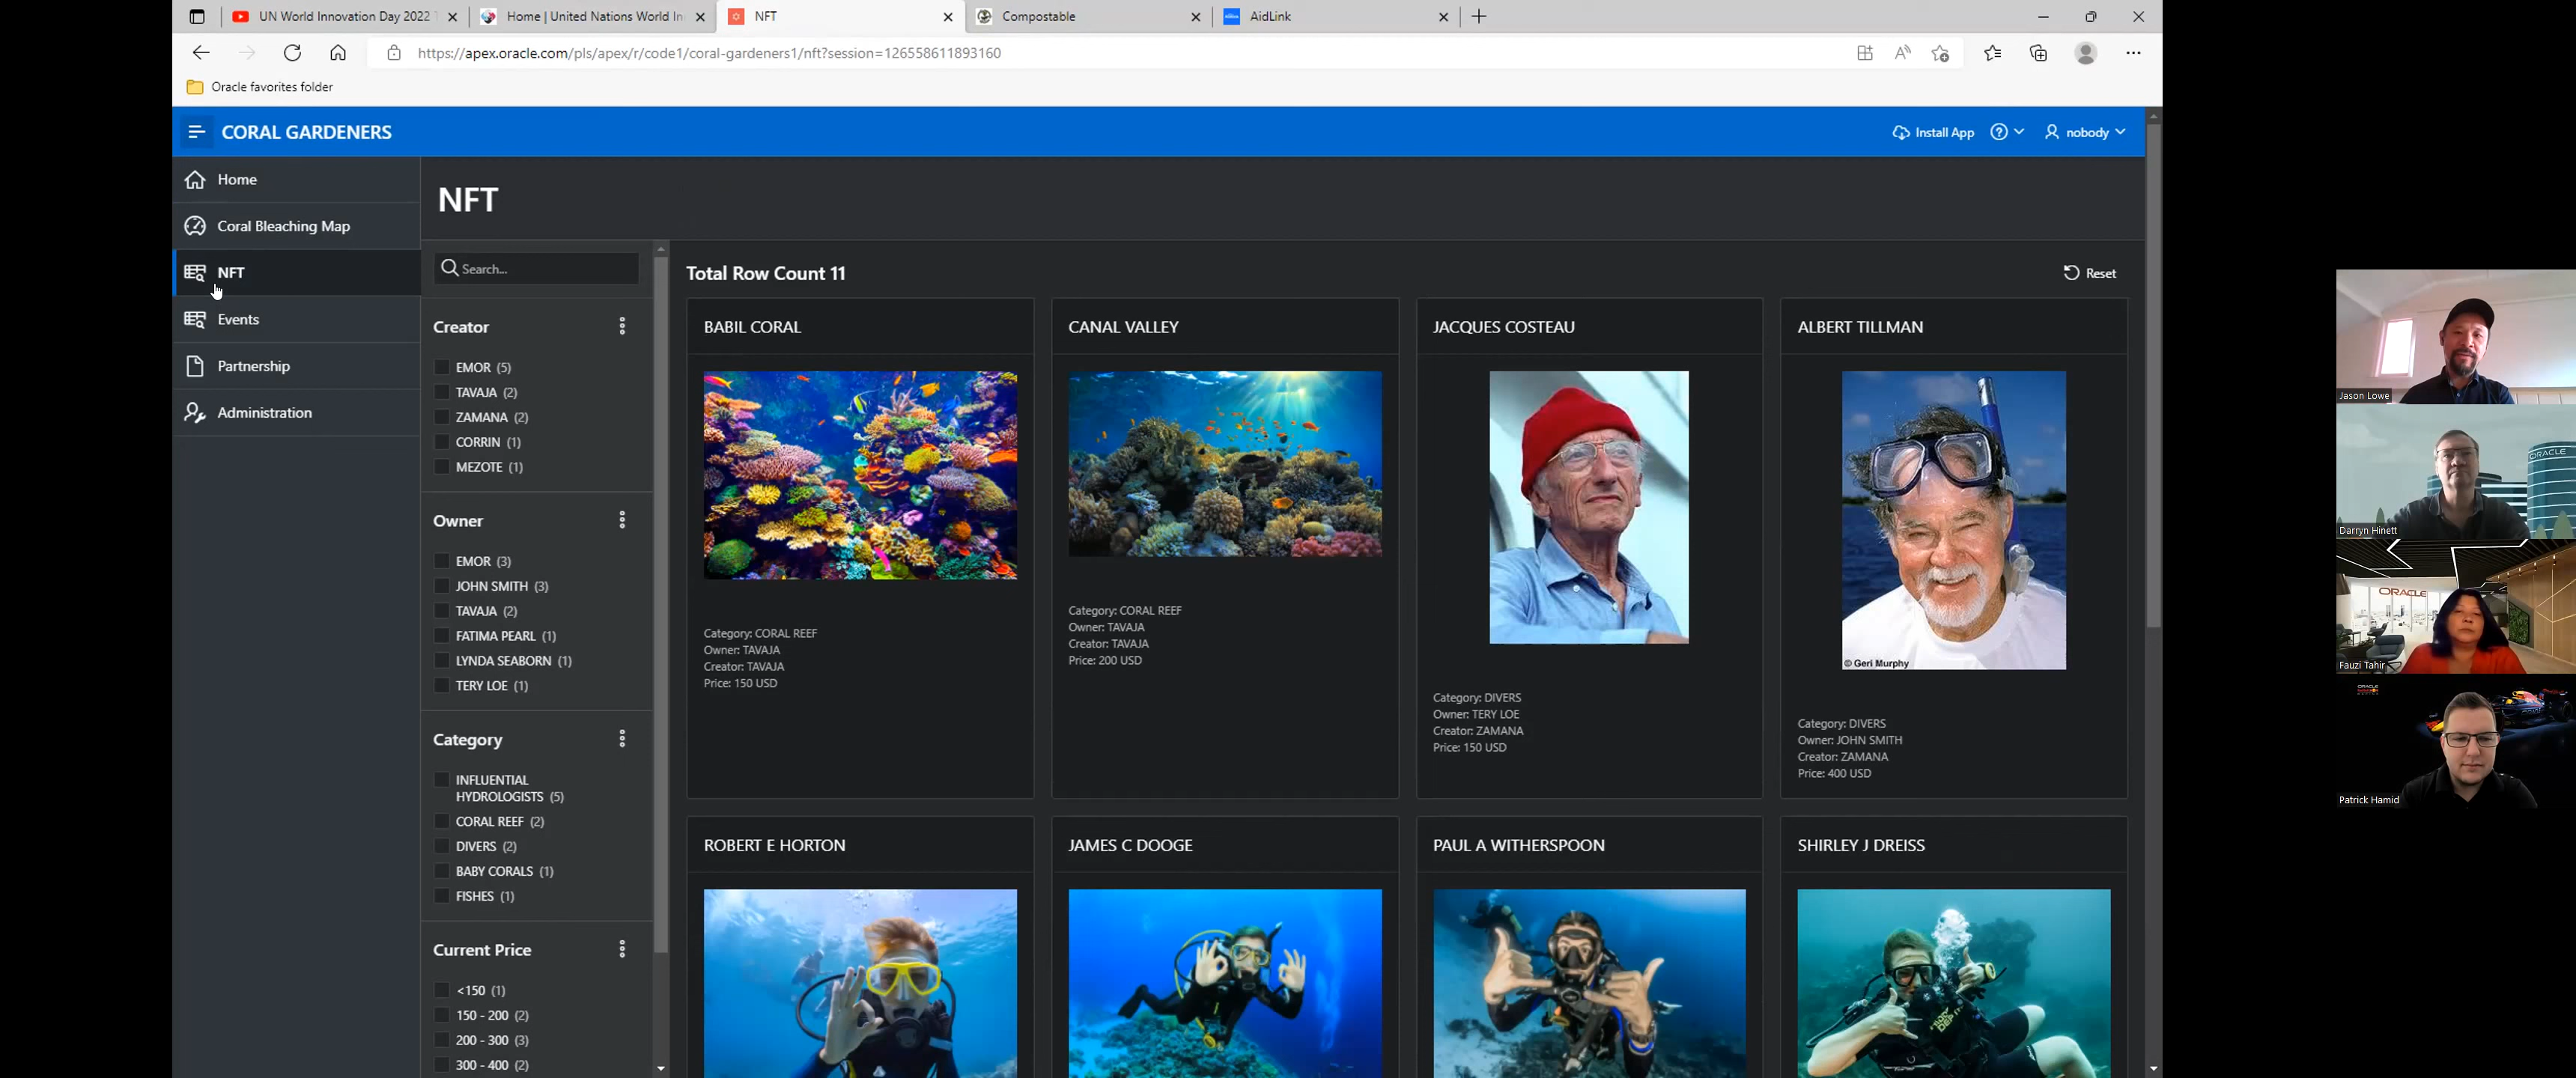 UN World Innovation Day 2022
Home | United Nations World In
NFT
Compostable
AidLink
https://apex.oracle.com/pls/apex/r/code1/coral-gardeners1/nft?session=126558611893160
Oracle favorites folder
CORAL GARDENERS
Install App
nobody
Home
Coral Bleaching Map
NFT
Events
Partnership
Administration
NFT
Search...
Creator
EMOR (5)
TAVAJA (2)
ZAMANA (2)
CORRIN (1)
MEZOTE (1)
Owner
EMOR (3)
JOHN SMITH (3)
TAVAJA (2)
FATIMA PEARL (1)
LYNDA SEABORN (1)
TERY LOE (1)
Category
INFLUENTIAL
HYDROLOGISTS (5)
CORAL REEF (2)
DIVERS (2)
BABY CORALS (1)
FISHES (1)
Current Price
<150 (1)
150 - 200 (2)
200 - 300 (3)
300 - 400 (2)
Total Row Count 11
Reset
BABIL CORAL
Category: CORAL REEF
Owner: TAVAJA
Creator: TAVAJA
Price: 150 USD
CANAL VALLEY
Category: CORAL REEF
Owner: TAVAJA
Creator: TAVAJA
Price: 200 USD
JACQUES COSTEAU
Category: DIVERS
Owner: TERY LOE
Creator: ZAMANA
Price: 150 USD
ALBERT TILLMAN
© Geri Murphy
Category: DIVERS
Owner: JOHN SMITH
Creator: ZAMANA
Price: 400 USD
ROBERT E HORTON
JAMES C DOOGE
PAUL A WITHERSPOON
SHIRLEY J DREISS
Jason Lowe
ORACLE
Darryn Hinett
ORACLE
Fauzi Tahir
Patrick Hamid